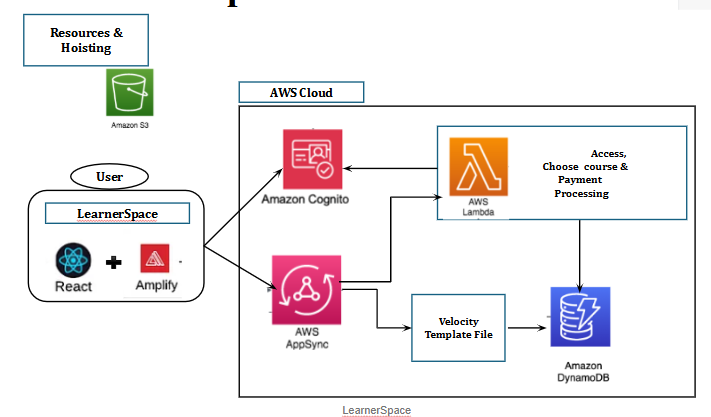 Resources &
Hoisting
Amazon S3
AWS Cloud
User
LearnerSpace
React
Amplify
Amazon Cognito
AWS
Lambda
Access,
Choose course &
Payment
Processing
AWS
AppSync
Velocity
Template File
Amazon
DynamoDB
LearnerSpace